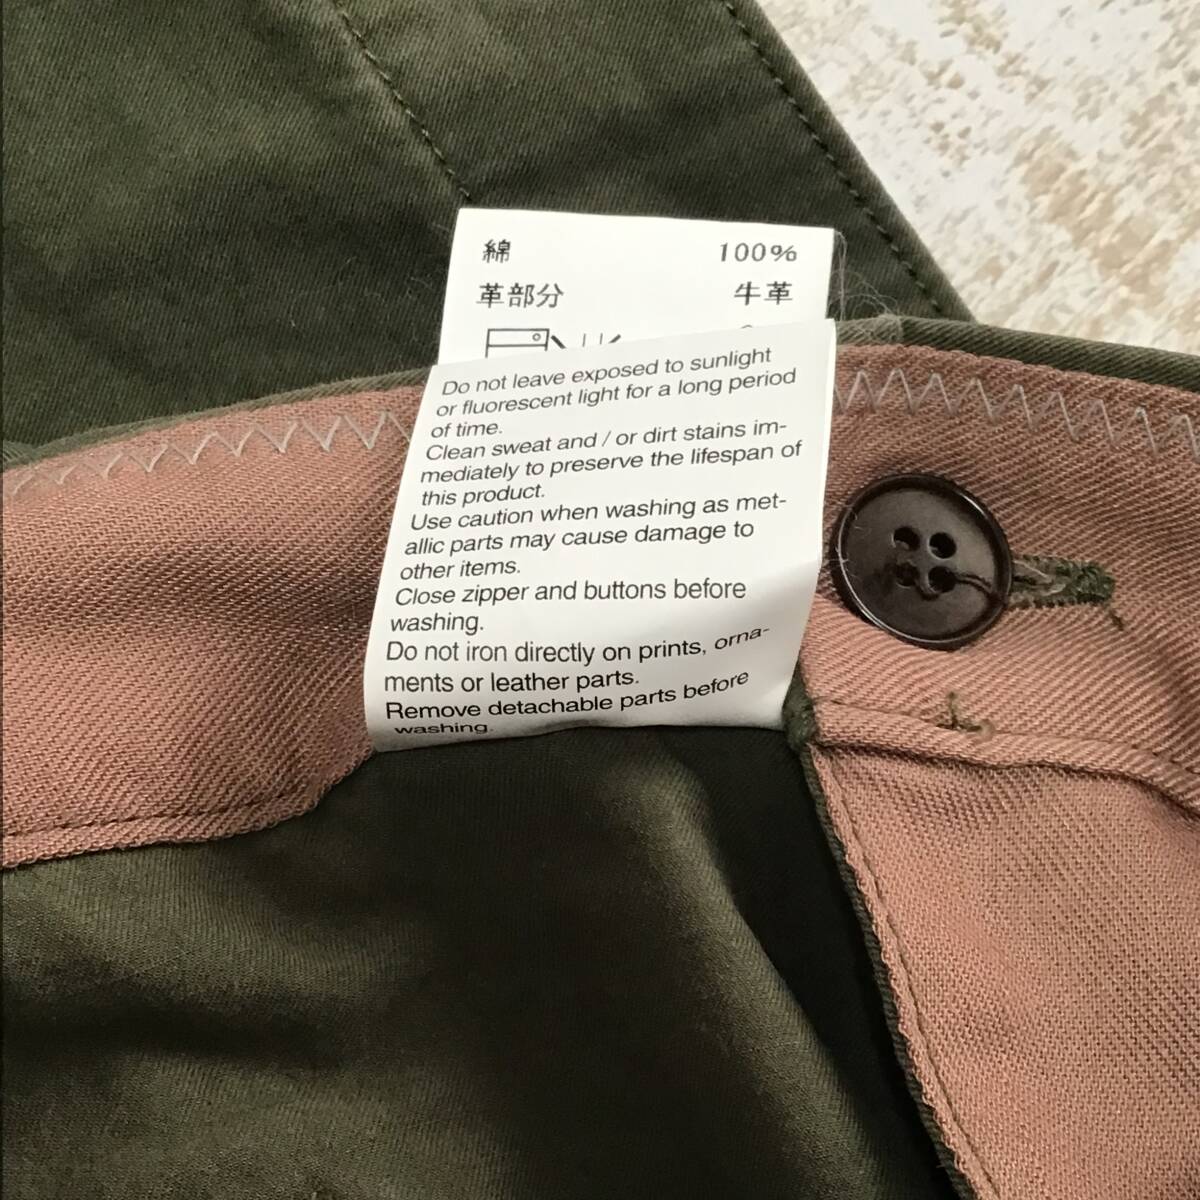 綿 100%
革部分 牛革
Do not leave exposed to sunlight
or fluorescent light for a long period
of time.
Clean sweat and / or dirt stains im-
mediately to preserve the lifespan of
this product.
Use caution when washing as met-
allic parts may cause damage to
other items.
Close zipper and buttons before
washing.
Do not iron directly on prints, orna-
ments or leather parts.
Remove detachable parts before
washing.